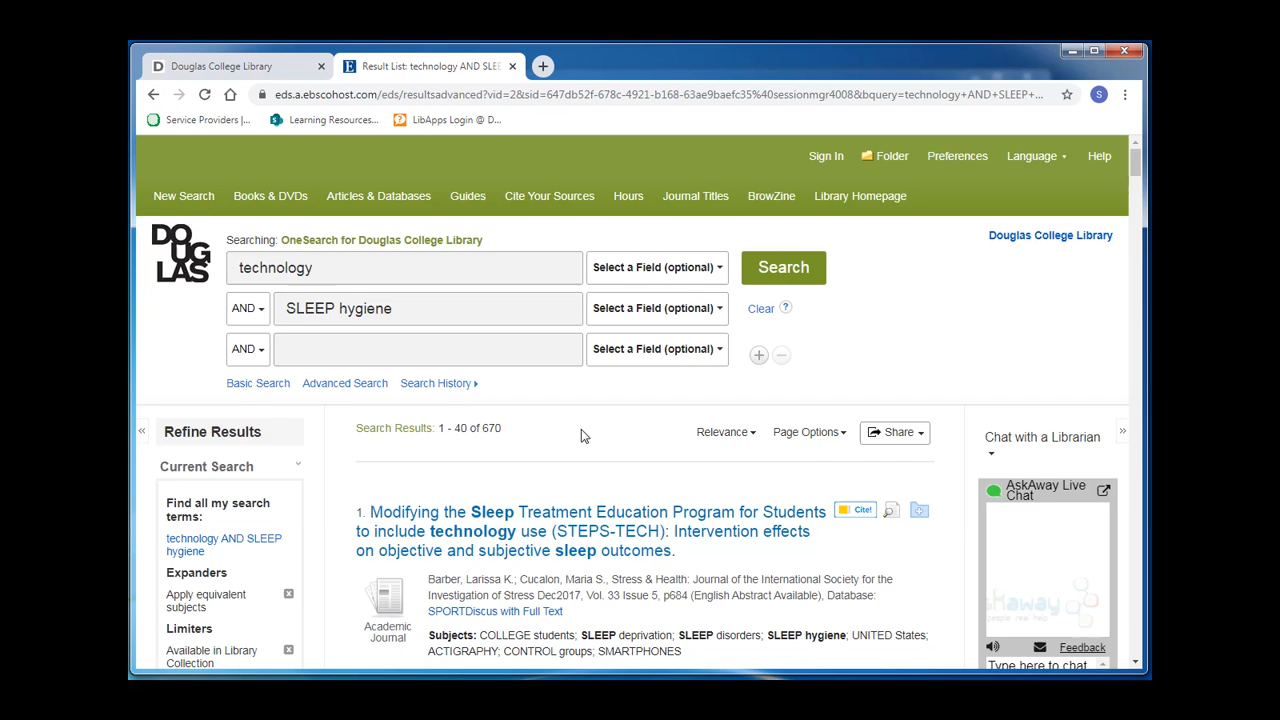 Douglas College Library
Result List: technology AND SLE
eds.a.ebscohost.com/eds/resultsadvanced?vid=2&sid=647db52f-678c-4921-b168-63ae9baefc35%40sessionmgr4008&bquery=technology+AND+SLEEP+...
S
Service Providers |...
Learning Resources...
LibApps Login @ D...
Sign In Folder Preferences Language Help
New Search Books & DVDs Articles & Databases Guides Cite Your Sources Hours Journal Titles BrowZine Library Homepage
DO
UG
LAS
Searching: OneSearch for Douglas College Library
Douglas College Library
technology Select a Field (optional) Search
AND SLEEP hygiene Select a Field (optional) Clear ?
AND Select a Field (optional)
Basic Search Advanced Search Search History
Refine Results
Current Search
Find all my search
terms:
technology AND SLEEP
hygiene
Expanders
Apply equivalent
subjects
Limiters
Available in Library
Collection
Search Results: 1 - 40 of 670
Relevance Page Options Share
1. Modifying the Sleep Treatment Education Program for Students
to include technology use (STEPS-TECH): Intervention effects
on objective and subjective sleep outcomes.
Cite!
Academic
Journal
Barber, Larissa K.; Cucalon, Maria S., Stress & Health: Journal of the International Society for the
Investigation of Stress Dec2017, Vol. 33 Issue 5, p684 (English Abstract Available), Database:
SPORTDiscus with Full Text
Subjects: COLLEGE students; SLEEP deprivation; SLEEP disorders; SLEEP hygiene; UNITED States;
ACTIGRAPHY; CONTROL groups; SMARTPHONES
Chat with a Librarian
AskAway Live
Chat
Feedback
Type here to chat